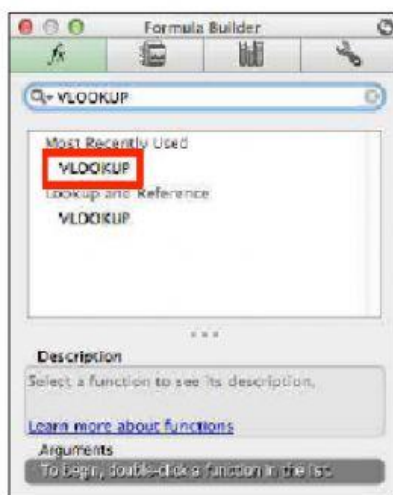 Formula Builder
fx
VLOOKUP
Most Recently Used
VLOOKUP
Lookup and Reference
VLOOKUP
Description
Select a function to see its description.
Learn more about functions
Arguments
To begin, double-click a function in the list.